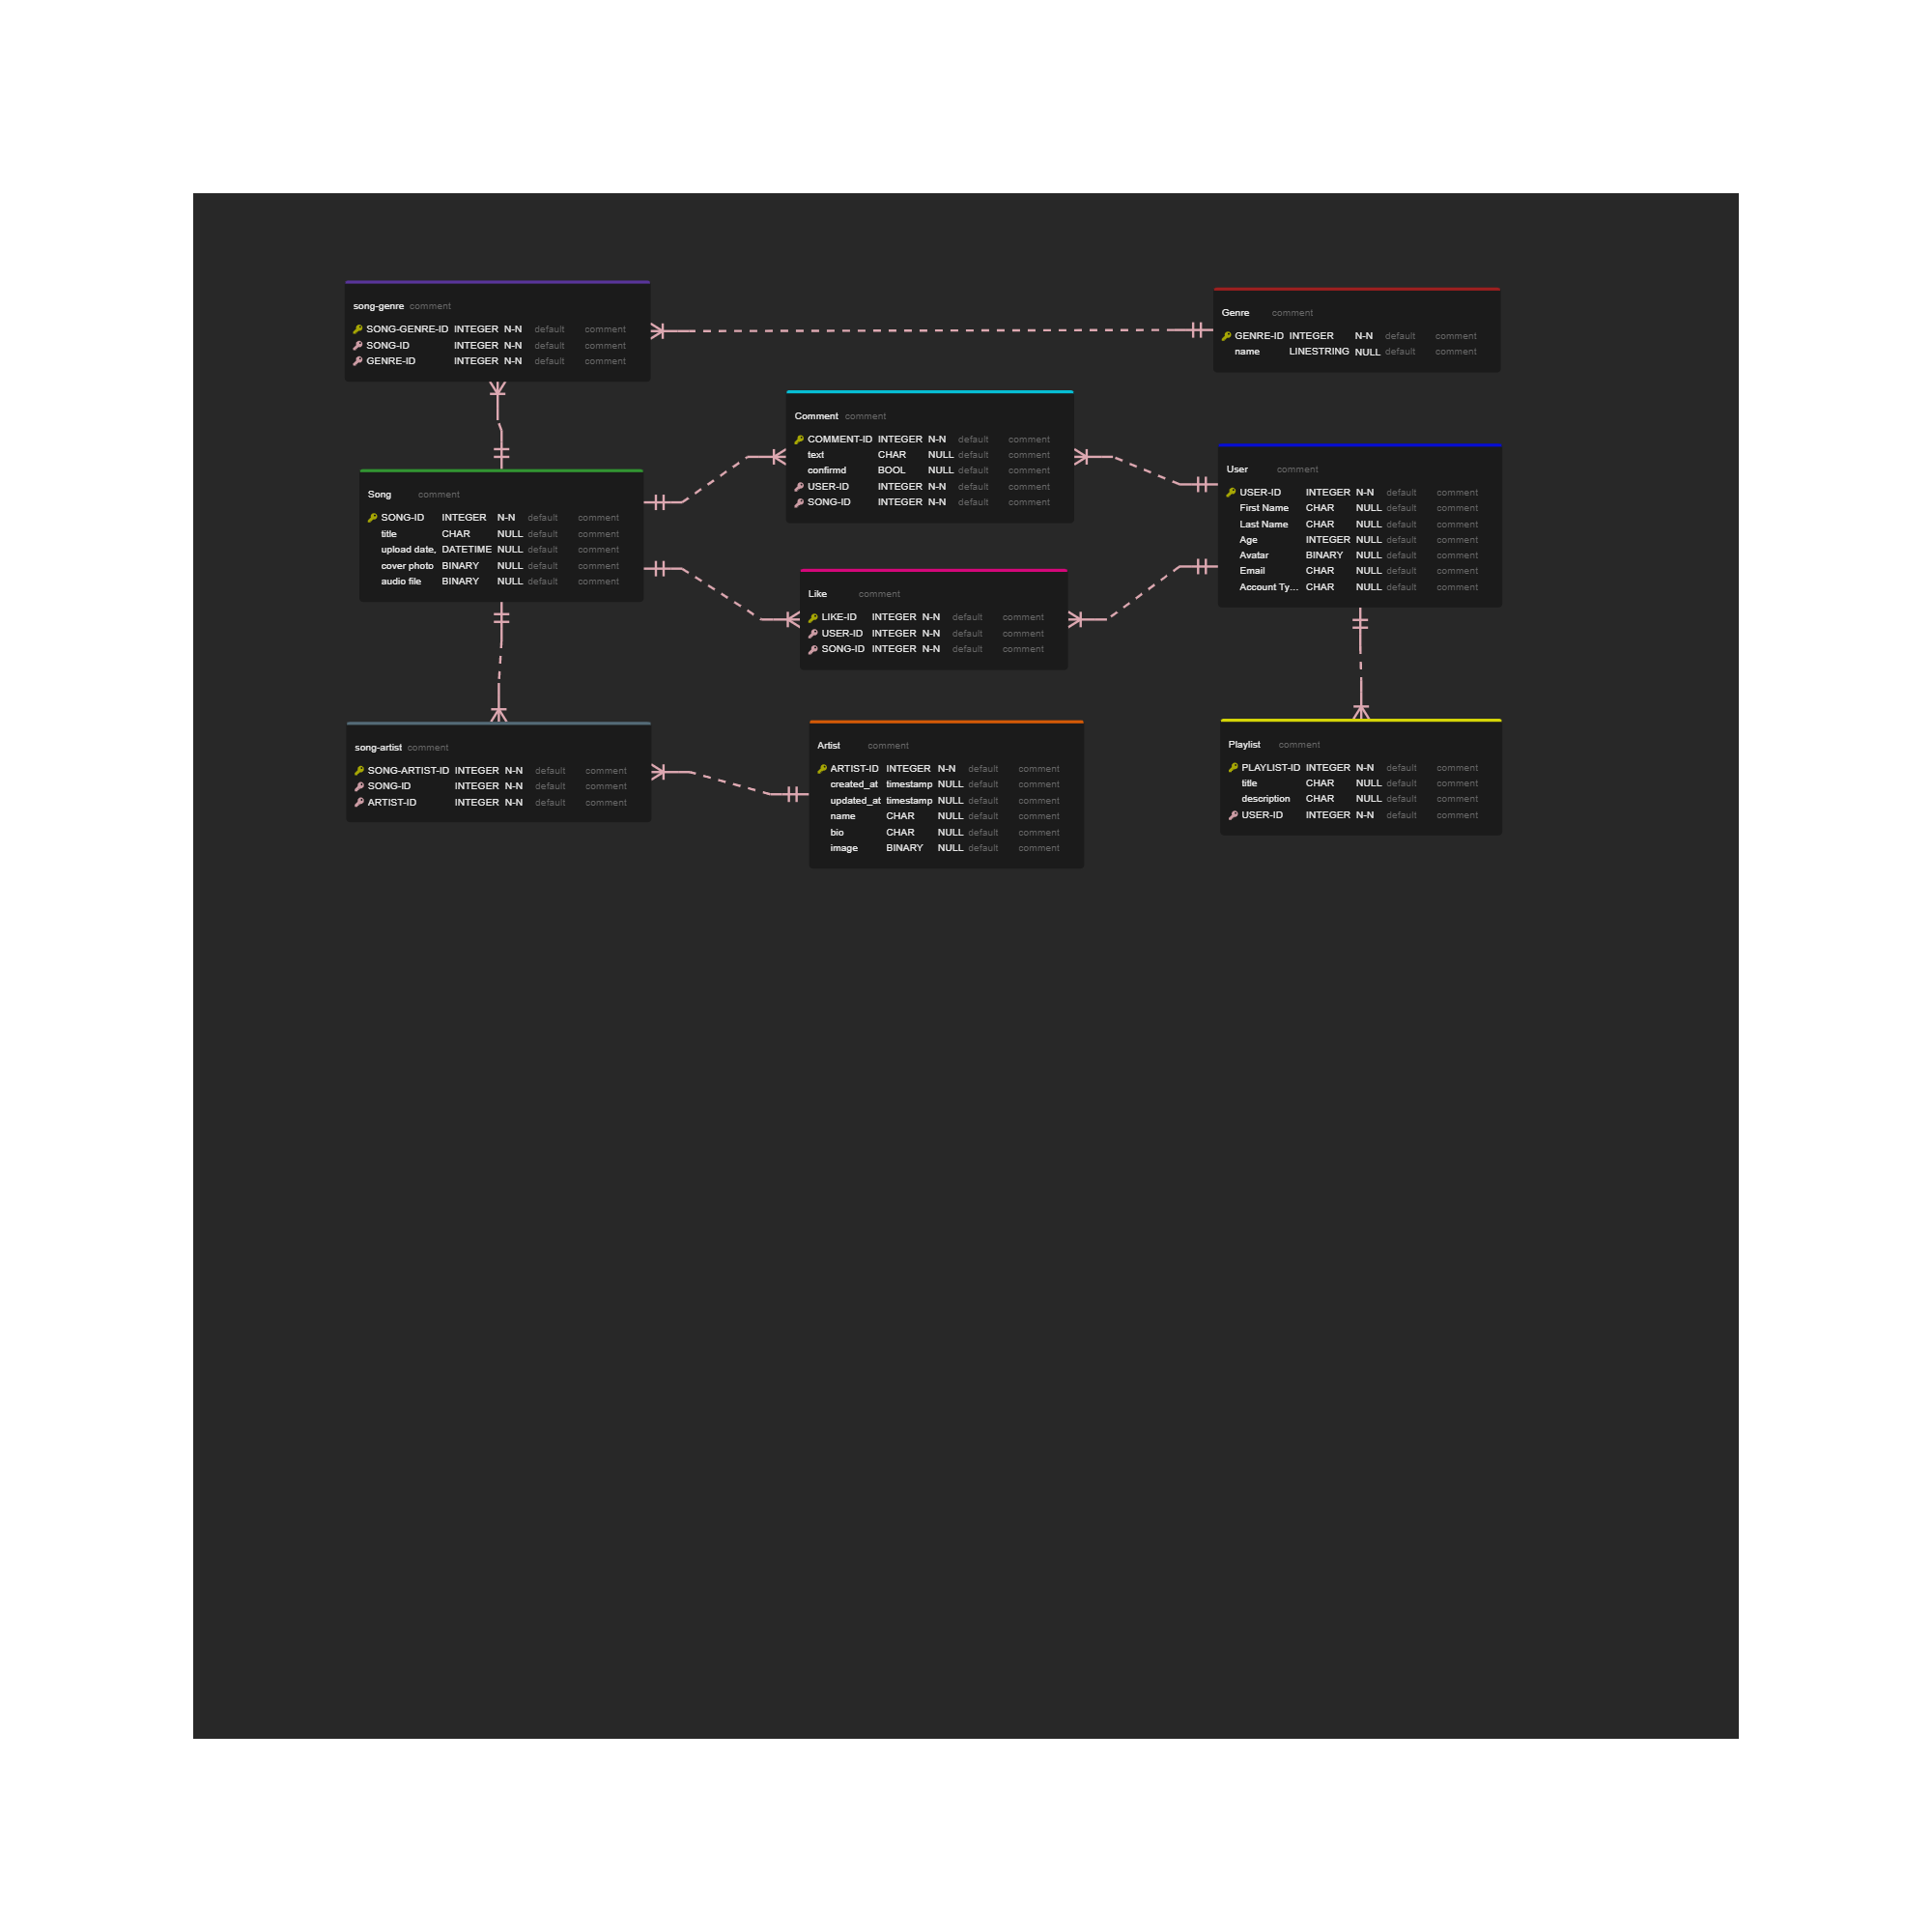 song-genre comment
SONG-GENRE-ID INTEGER N-N default comment
SONG-ID INTEGER N-N default comment
GENRE-ID INTEGER N-N default comment
Genre comment
GENRE-ID INTEGER N-N default comment
name LINESTRING NULL default comment
Comment comment
COMMENT-ID INTEGER N-N default comment
text CHAR NULL default comment
confirmd BOOL NULL default comment
USER-ID INTEGER N-N default comment
SONG-ID INTEGER N-N default comment
User comment
USER-ID INTEGER N-N default comment
First Name CHAR NULL default comment
Last Name CHAR NULL default comment
Age INTEGER NULL default comment
Avatar BINARY NULL default comment
Email CHAR NULL default comment
Account Ty... CHAR NULL default comment
Song comment
SONG-ID INTEGER N-N default comment
title CHAR NULL default comment
upload date, DATETIME NULL default comment
cover photo BINARY NULL default comment
audio file BINARY NULL default comment
Like comment
LIKE-ID INTEGER N-N default comment
USER-ID INTEGER N-N default comment
SONG-ID INTEGER N-N default comment
song-artist comment
SONG-ARTIST-ID INTEGER N-N default comment
SONG-ID INTEGER N-N default comment
ARTIST-ID INTEGER N-N default comment
Artist comment
ARTIST-ID INTEGER N-N default comment
created_at timestamp NULL default comment
updated_at timestamp NULL default comment
name CHAR NULL default comment
bio CHAR NULL default comment
image BINARY NULL default comment
Playlist comment
PLAYLIST-ID INTEGER N-N default comment
title CHAR NULL default comment
description CHAR NULL default comment
USER-ID INTEGER N-N default comment